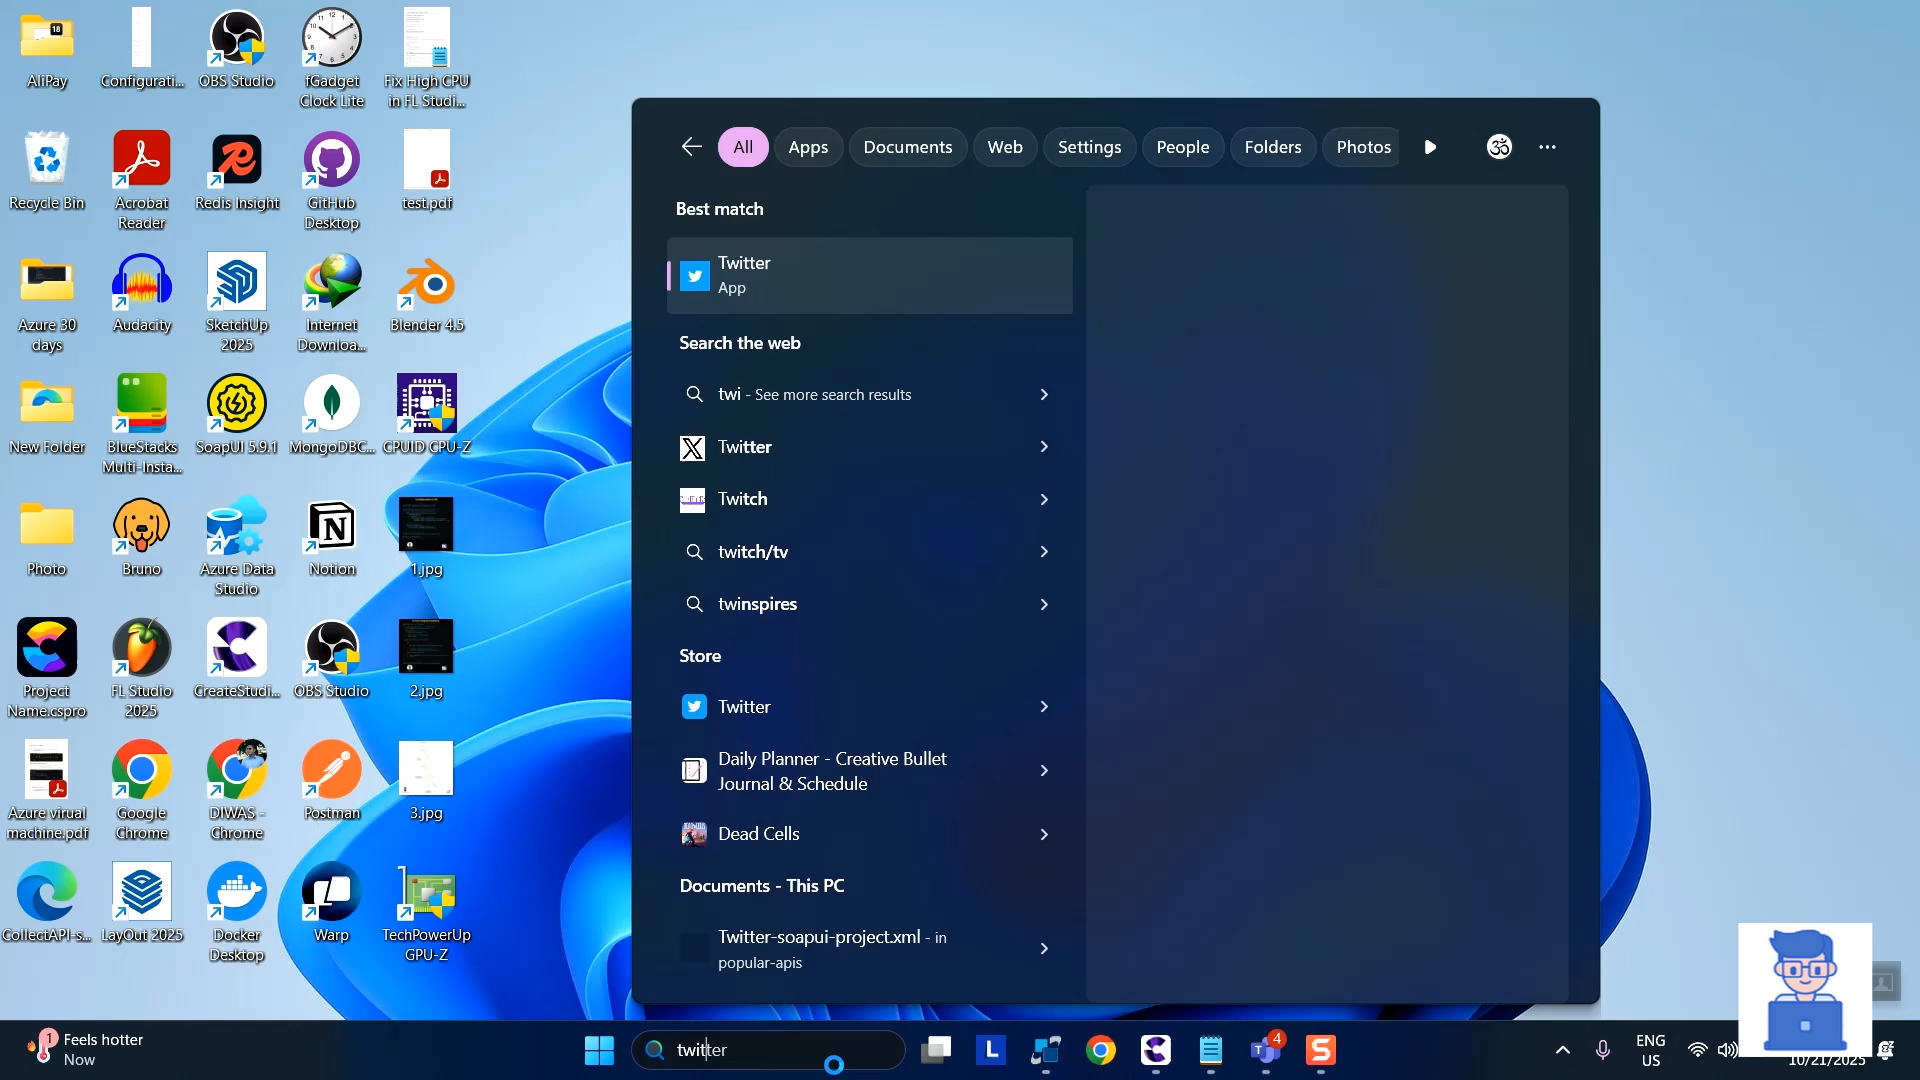 AliPay
Configurati...
OBS Studio
fGadget
Clock Lite
Fix High CPU
in FL Studi...
Recycle Bin
Acrobat
Reader
Redis Insight
GitHub
Desktop
test.pdf
Azure 30
days
Audacity
SketchUp
2025
Internet
Downloa...
Blender 4.5
New Folder
BlueStacks
Multi-Insta...
SoapUI 5.9.1
MongoDBC...
CPUID CPU-Z
Photo
Bruno
Azure Data
Studio
Notion
1.jpg
Project
Name.cspro
FL Studio
2025
CreateStudi...
OBS Studio
2.jpg
Azure virual
machine.pdf
Google
Chrome
DIWAS -
Chrome
Postman
3.jpg
CollectAPI-s...
LayOut 2025
Docker
Desktop
Warp
TechPowerUp
GPU-Z
All
Apps
Documents
Web
Settings
People
Folders
Photos
Best match
Twitter
App
Search the web
twi - See more search results
Twitter
Twitch
twitch/tv
twinspires
Store
Twitter
Daily Planner - Creative Bullet
Journal & Schedule
Dead Cells
Documents - This PC
Twitter-soapui-project.xml - in
popular-apis
1
Feels hotter
Now
twitter
L
4
S
ENG
US
10/21/2025